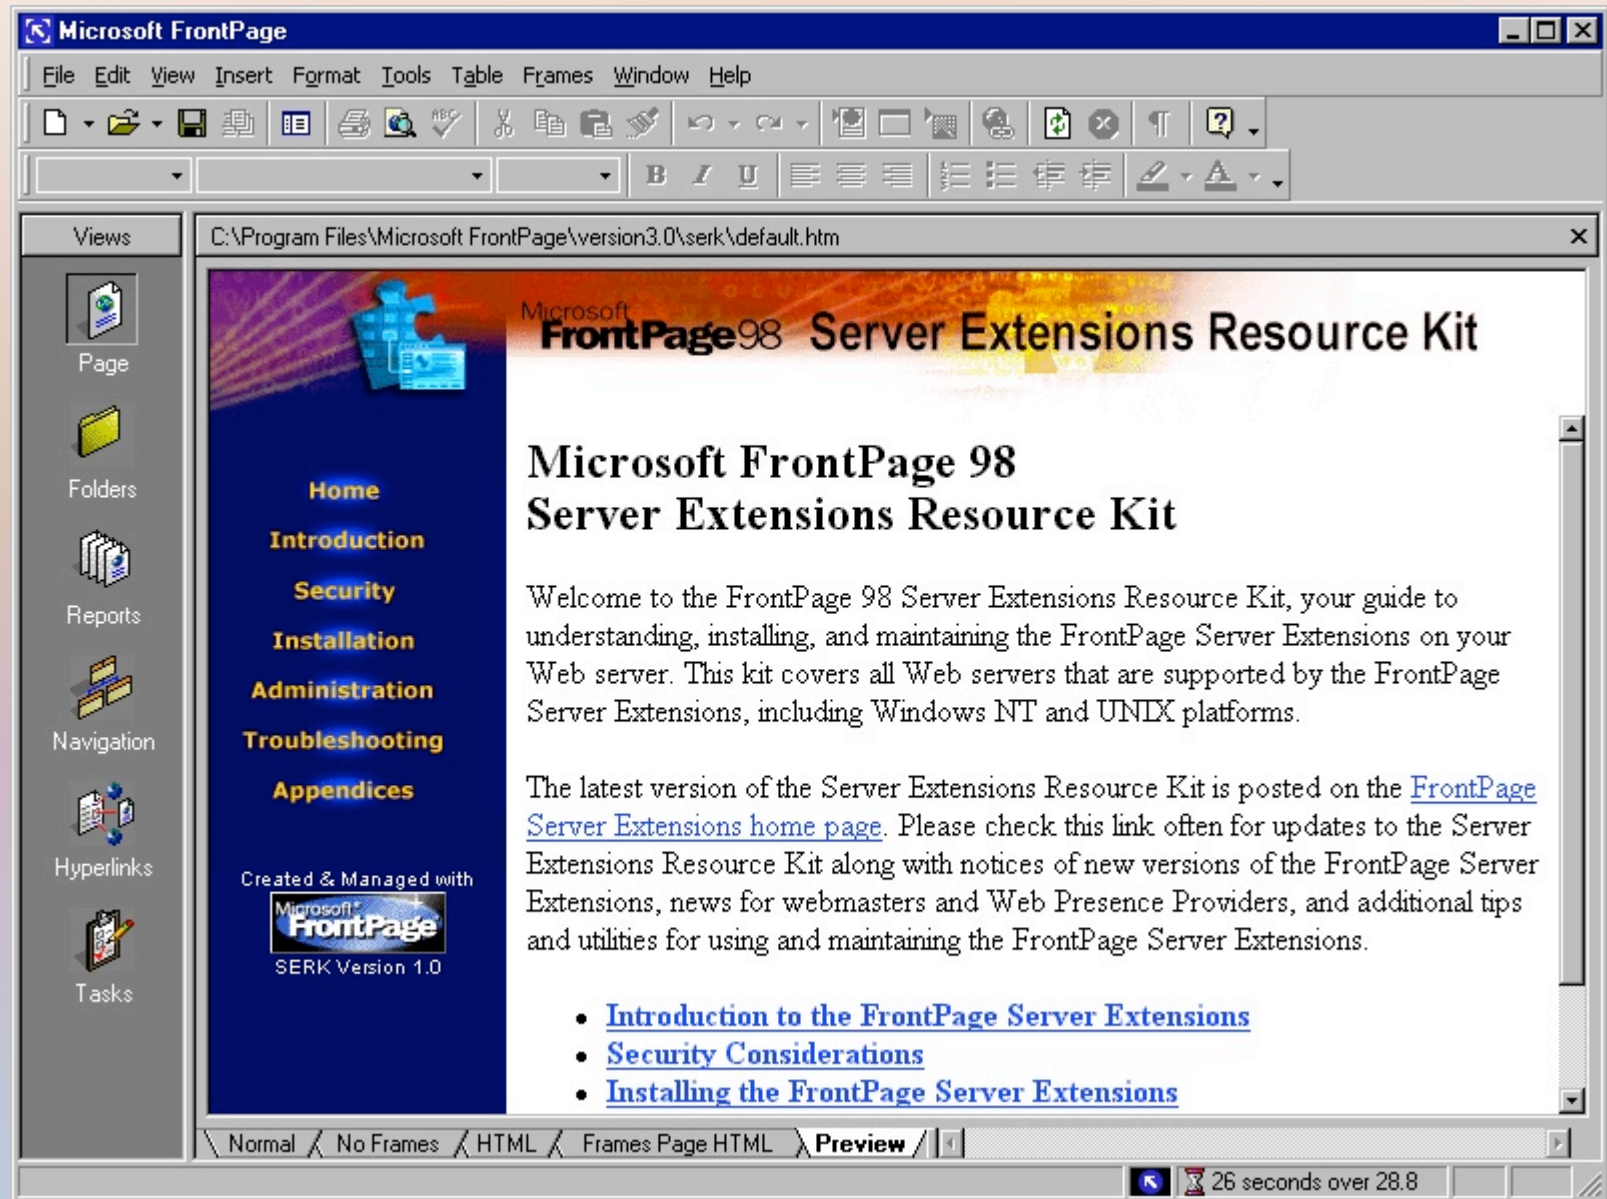 Microsoft FrontPage
File Edit View Insert Format Tools Table Frames Window Help
ABC
B I U
A
Views
C:\Program Files\Microsoft FrontPage\version3.0\serk\default.htm
Page
Folders
Reports
Navigation
Hyperlinks
Tasks
Microsoft
FrontPage98 Server Extensions Resource Kit
Home
Introduction
Security
Installation
Administration
Troubleshooting
Appendices
Created & Managed with
Microsoft
FrontPage
SERK Version 1.0
Microsoft FrontPage 98
Server Extensions Resource Kit
Welcome to the FrontPage 98 Server Extensions Resource Kit, your guide to
understanding, installing, and maintaining the FrontPage Server Extensions on your
Web server. This kit covers all Web servers that are supported by the FrontPage
Server Extensions, including Windows NT and UNIX platforms.
The latest version of the Server Extensions Resource Kit is posted on the FrontPage
Server Extensions home page. Please check this link often for updates to the Server
Extensions Resource Kit along with notices of new versions of the FrontPage Server
Extensions, news for webmasters and Web Presence Providers, and additional tips
and utilities for using and maintaining the FrontPage Server Extensions.
• Introduction to the FrontPage Server Extensions
• Security Considerations
• Installing the FrontPage Server Extensions
Normal No Frames HTML Frames Page HTML Preview
26 seconds over 28.8